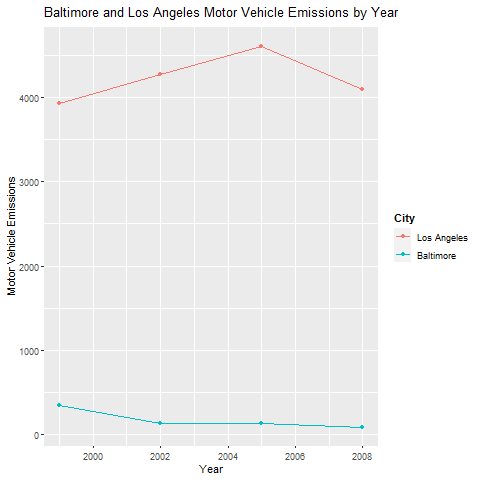 Baltimore and Los Angeles Motor Vehicle Emissions by Year
Motor Vehicle Emissions
4000
3000
2000
1000
0
2000
2002
2004
2006
2008
Year
City
Los Angeles
Baltimore